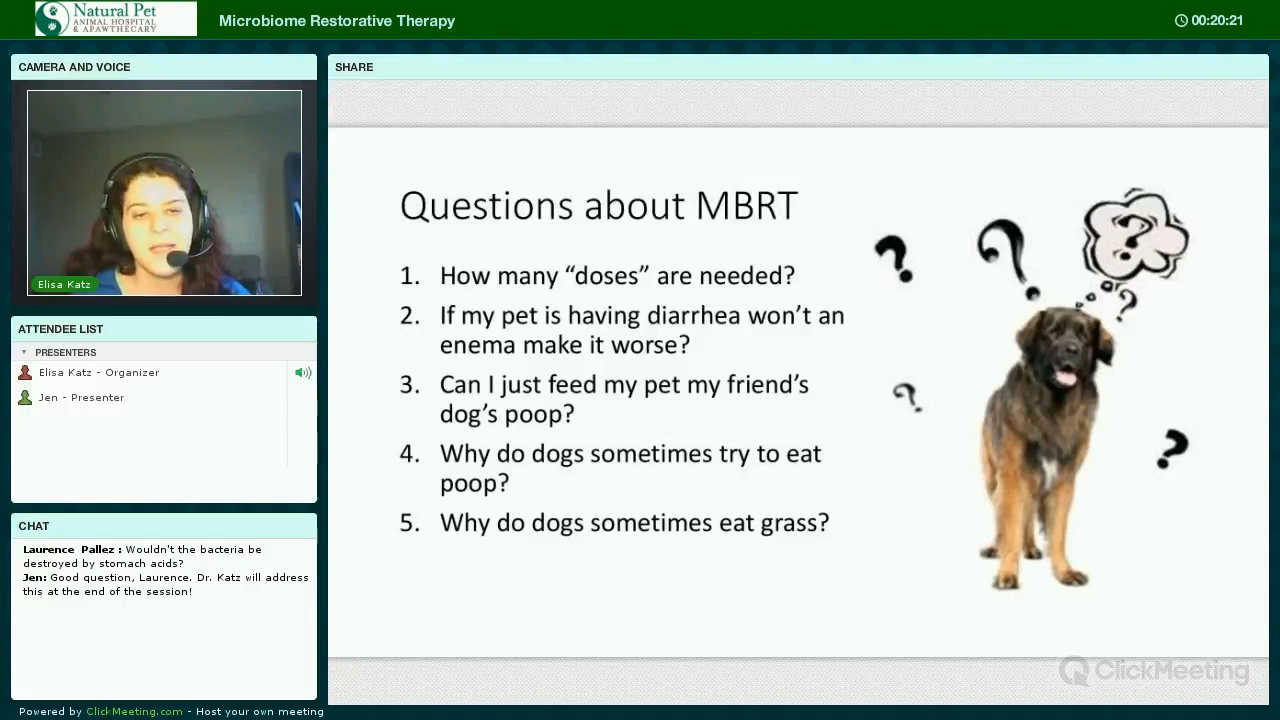 Natural Pet
ANIMAL HOSPITAL
& APAWTHECARY
Microbiome Restorative Therapy
00:20:21
CAMERA AND VOICE
Elisa Katz
ATTENDEE LIST
PRESENTERS
Elisa Katz - Organizer
Jen - Presenter
CHAT
Laurence Pallez : Wouldn't the bacteria be
destroyed by stomach acids?
Jen: Good question, Laurence. Dr. Katz will address
this at the end of the session!
Powered by ClickMeeting.com - Host your own meeting
SHARE
Questions about MBRT
1. How many “doses” are needed?
2. If my pet is having diarrhea won’t an
enema make it worse?
3. Can I just feed my pet my friend’s
dog’s poop?
4. Why do dogs sometimes try to eat
poop?
5. Why do dogs sometimes eat grass?
?
?
?
?
?
?
ClickMeeting